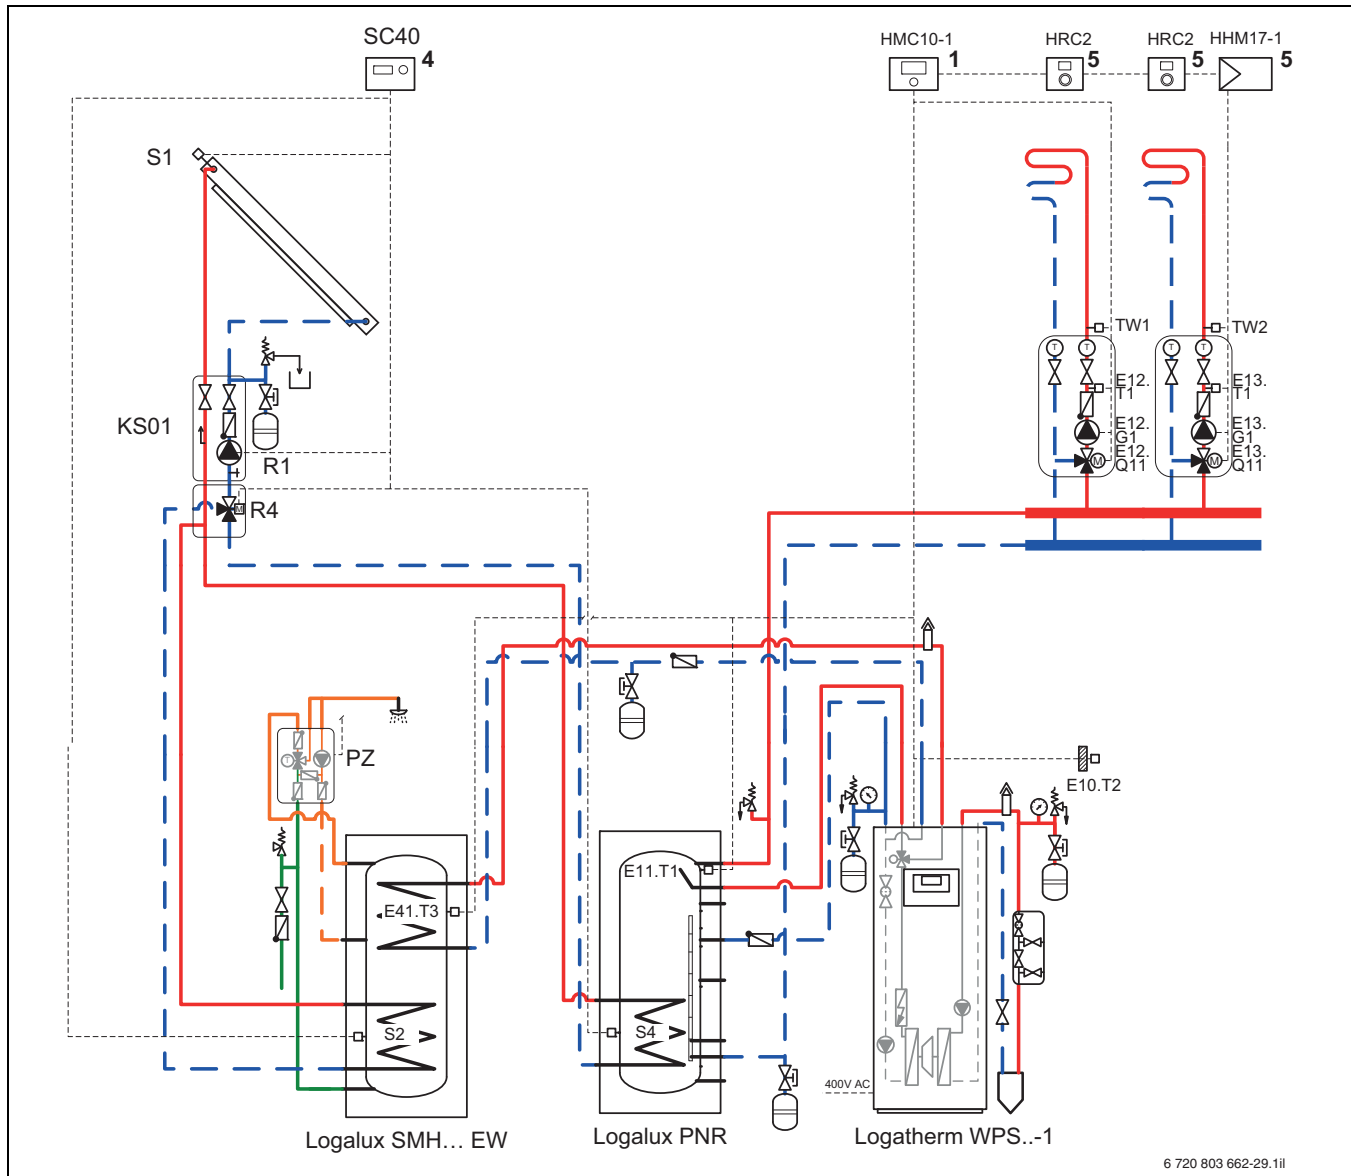 SC40
4
HMC10-1
1
HRC2
5
HRC2
5
HHM17-1
5
S1
TW1
TW2
T
T
T
T
E12.
T1
E13.
T1
KS01
E12.
G1
E13.
G1
R1
E12.
Q11
E13.
Q11
M
M
R4
M
PZ
T
E10.T2
E11.T1
E41.T3
S2
S4
400V AC
Logalux SMH... EW
Logalux PNR
Logatherm WPS..-1
6 720 803 662-29.1il